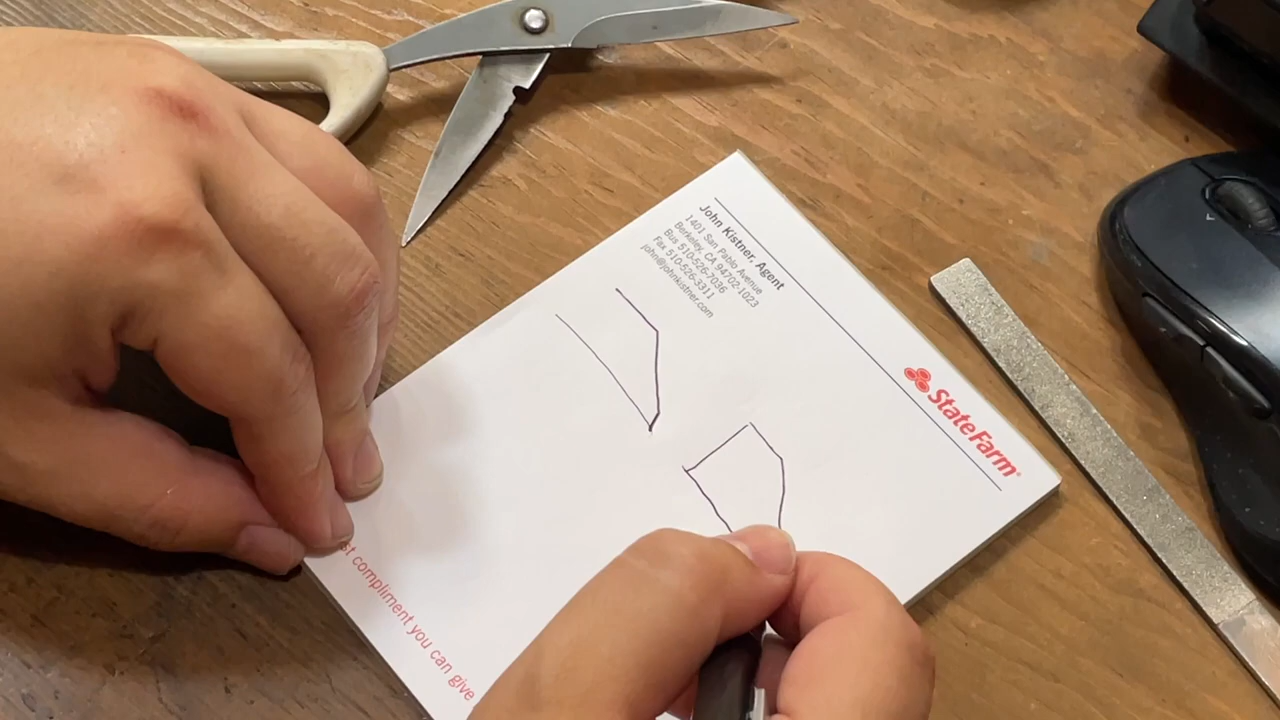 John Kistner, Agent
1401 San Pablo Avenue
Berkeley, CA 94702-1023
Bus 510-526-7036
Fax 510-526-3311
john@johnkistner.com
StateFarm®
compliment you can give